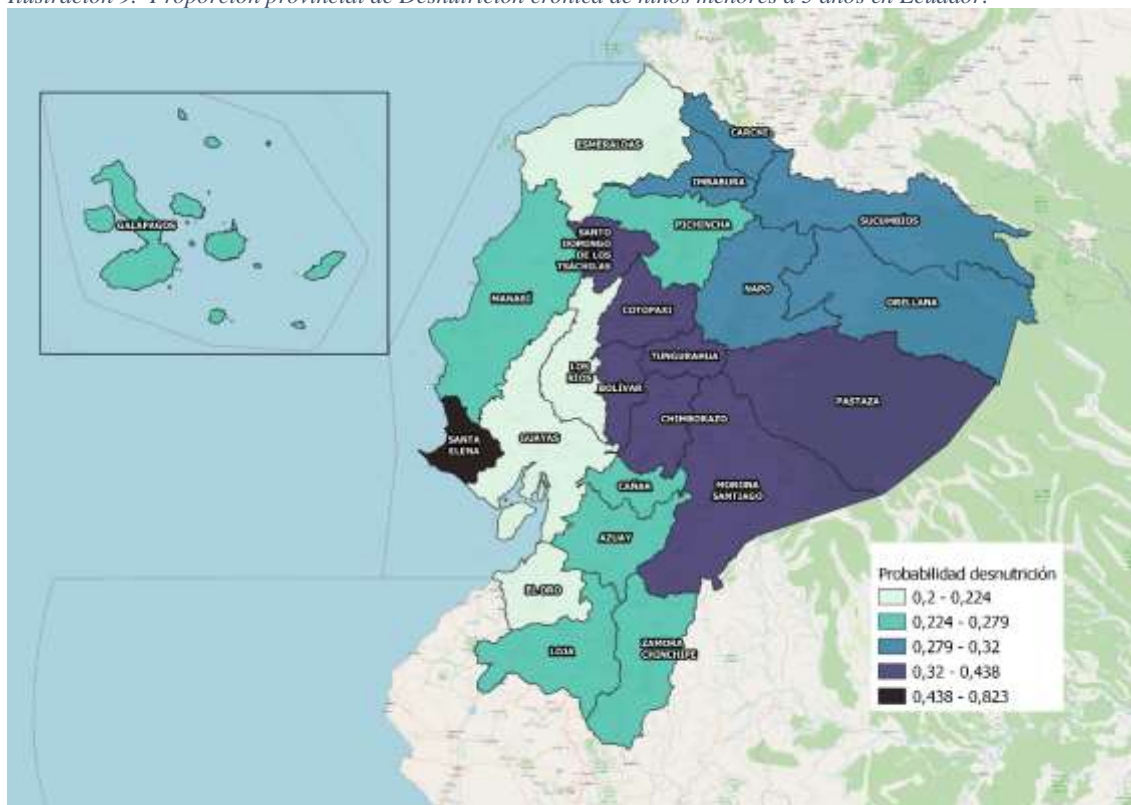 Ilustración 9. Proporción provincial de Desnutrición crónica de niños menores a 5 años en Ecuador.
ESMERALDAS
CARCHI
IMBABURA
SUCUMBÍOS
GALÁPAGOS
PICHINCHA
SANTO
DOMINGO
DE LOS
TSÁCHILAS
NAPO
ORELLANA
MANABÍ
COTOPAXI
TUNGURAHUA
LOS
RÍOS
BOLÍVAR
PASTAZA
CHIMBORAZO
SANTA
ELENA
GUAYAS
CAÑAR
MORONA
SANTIAGO
AZUAY
EL ORO
LOJA
ZAMORA
CHINCHIPE
Probabilidad desnutrición
0,2 - 0,224
0,224 - 0,279
0,279 - 0,32
0,32 - 0,438
0,438 - 0,823